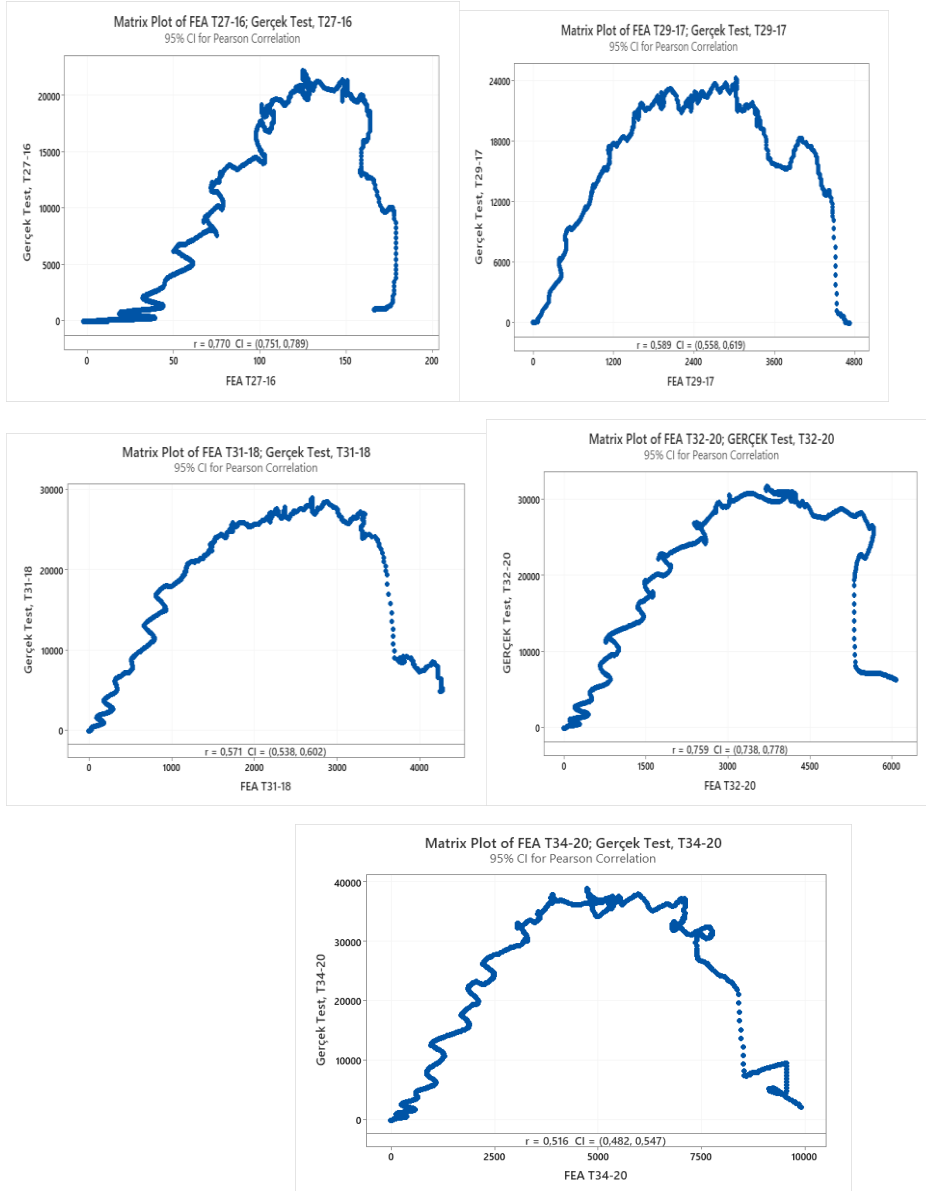 Matrix Plot of FEA T27-16; Gerçek Test, T27-16
95% CI for Pearson Correlation
20000
15000
10000
5000
0
Gerçek Test, T27-16
r = 0,770 CI = (0,751, 0,789)
0 50 100 150 200
FEA T27-16
Matrix Plot of FEA T29-17; Gerçek Test, T29-17
95% CI for Pearson Correlation
24000
18000
12000
6000
0
Gerçek Test, T29-17
r = 0,589 CI = (0,558, 0,619)
0 1200 2400 3600 4800
FEA T29-17
Matrix Plot of FEA T31-18; Gerçek Test, T31-18
95% CI for Pearson Correlation
30000
20000
10000
0
Gerçek Test, T31-18
r = 0,571 CI = (0,538, 0,602)
0 1000 2000 3000 4000
FEA T31-18
Matrix Plot of FEA T32-20; GERÇEK Test, T32-20
95% CI for Pearson Correlation
30000
20000
10000
0
GERÇEK Test, T32-20
r = 0,759 CI = (0,738, 0,778)
0 1500 3000 4500 6000
FEA T32-20
Matrix Plot of FEA T34-20; Gerçek Test, T34-20
95% CI for Pearson Correlation
40000
30000
20000
10000
0
Gerçek Test, T34-20
r = 0,516 CI = (0,482, 0,547)
0 2500 5000 7500 10000
FEA T34-20